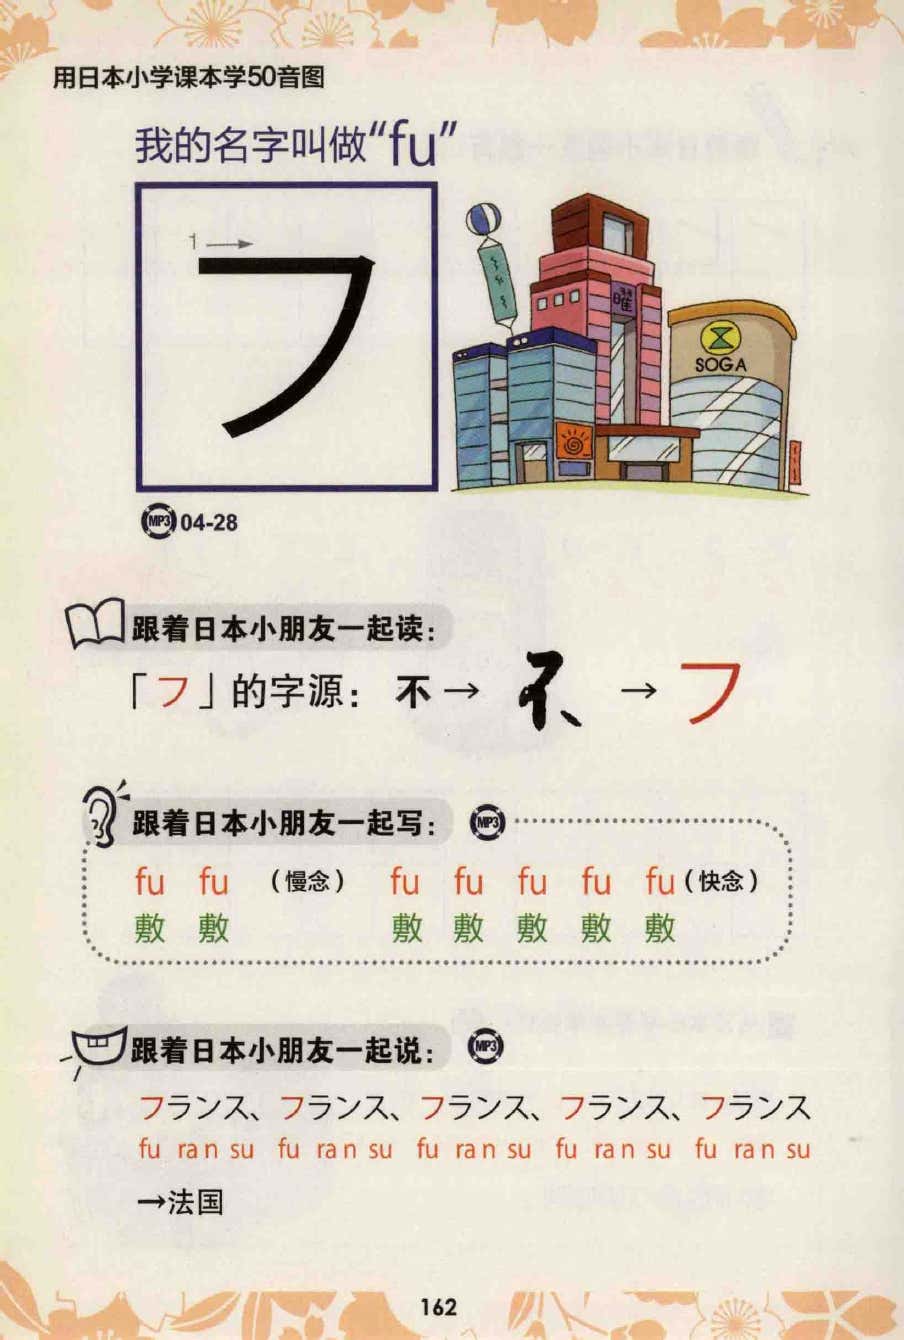 用日本小学课本学50音图
我的名字叫做“fu”
1
フ
曜
SOGA
MP3 04-28
跟着日本小朋友一起读：
「フ」的字源： 不→ 不 → フ
跟着日本小朋友一起写： MP3
fu fu （慢念） fu fu fu fu fu（快念）
敷 敷 敷 敷 敷 敷 敷
跟着日本小朋友一起说： MP3
フランス、フランス、フランス、フランス、フランス
fu ra n su fu ra n su fu ra n su fu ra n su fu ra n su
→法国
162